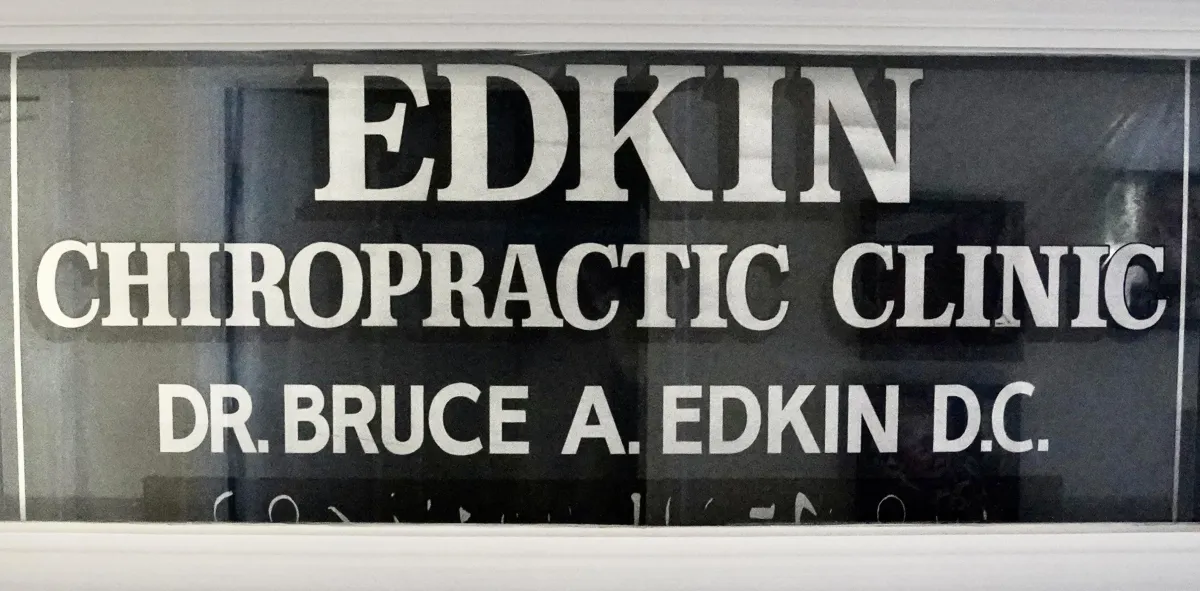 EDKIN
CHIROPRACTIC CLINIC
DR. BRUCE A. EDKIN D.C.